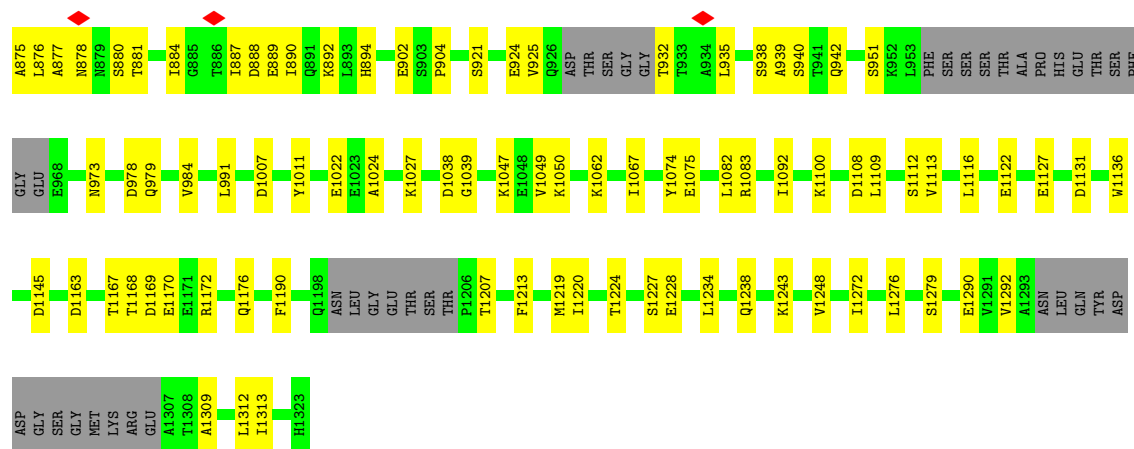 A875 L876 A877 N878 N879 S880 T881 I884 G885 T886 I887 D888 E889 I890 Q891 K892 L893 H894 E902 S903 P904 S921 E924 V925 Q926 ASP THR SER GLY GLY T932 T933 A934 L935 S938 A939 S940 T941 Q942 S951 K952 L953 PHE SER SER SER THR ALA PRO HIS GLU THR SER PHE
GLY GLU E968 N973 D978 Q979 V984 L991 D1007 Y1011 E1022 E1023 A1024 K1027 D1038 G1039 K1047 E1048 V1049 K1050 K1062 I1067 Y1074 E1075 L1082 R1083 I1092 K1100 D1108 L1109 S1112 V1113 L1116 E1122 E1127 D1131 W1136
D1145 D1163 T1167 T1168 D1169 E1170 E1171 R1172 Q1176 F1190 Q1198 ASN LEU GLY GLU THR SER THR P1206 T1207 F1213 M1219 I1220 T1224 S1227 E1228 L1234 Q1238 K1243 V1248 I1272 L1276 S1279 E1290 V1291 V1292 A1293 ASN LEU GLN TYR ASP
ASP GLY SER GLY MET LYS ARG GLU A1307 T1308 A1309 L1312 I1313 H1323